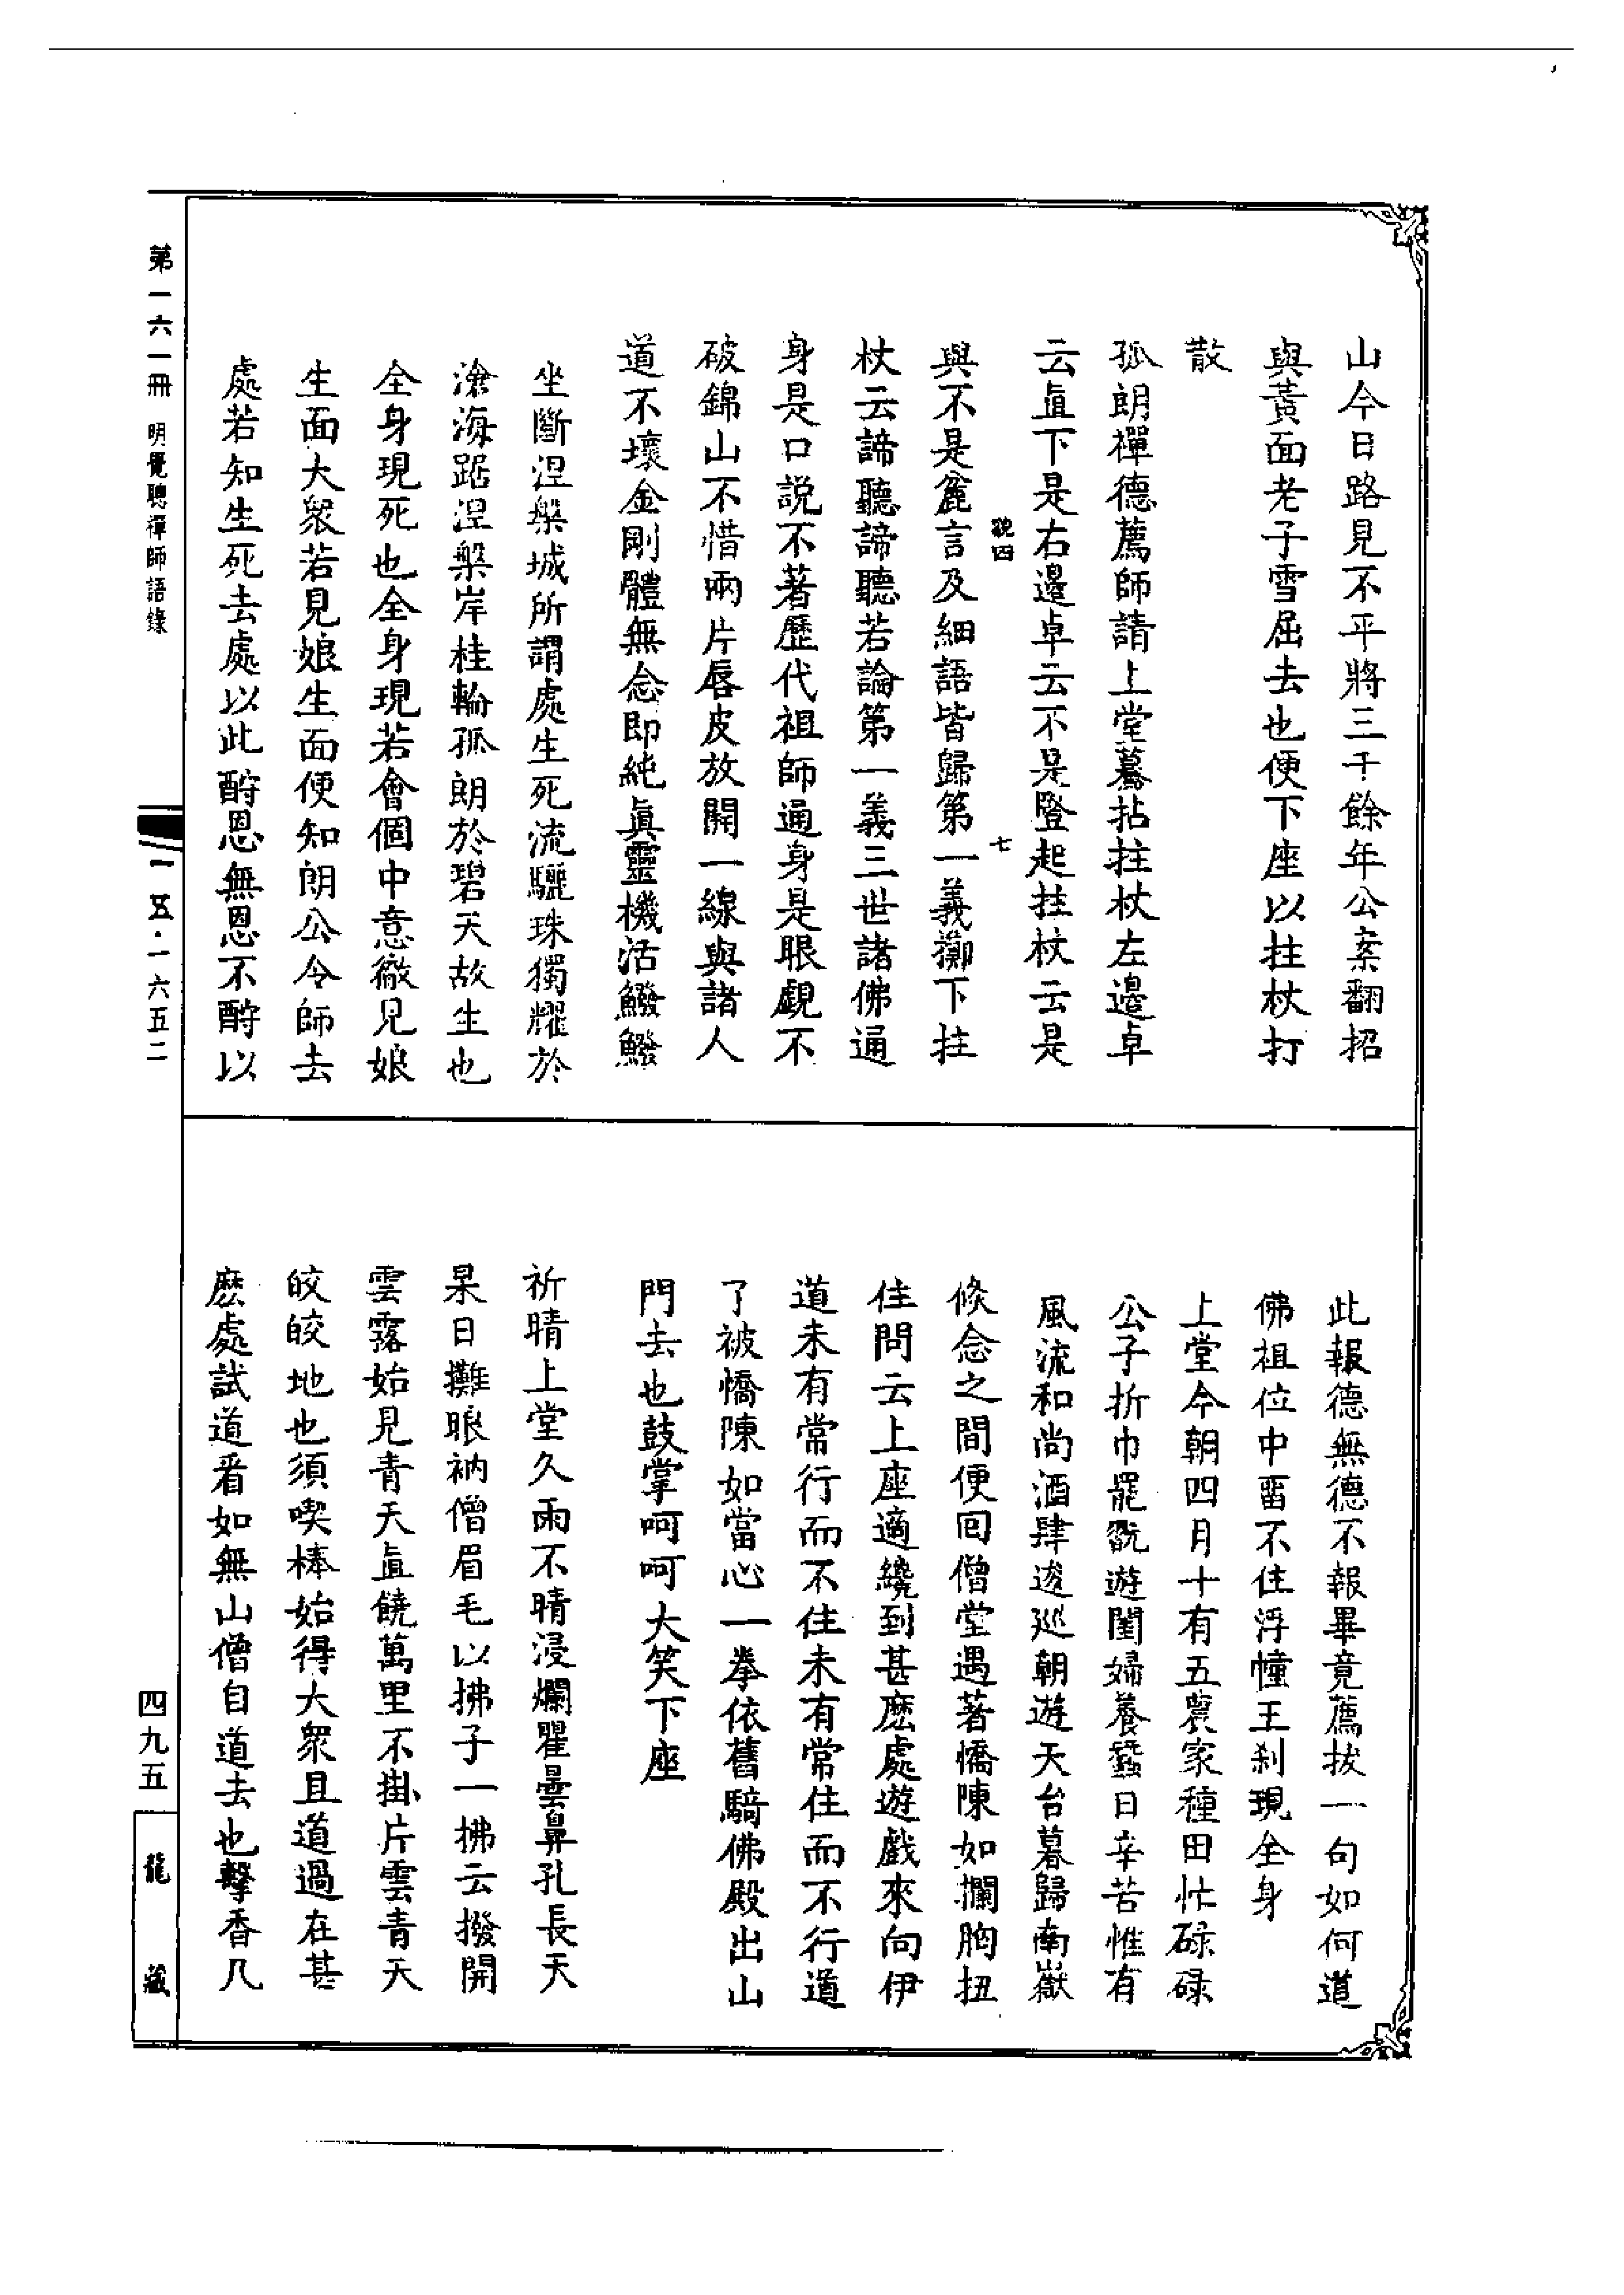 山今日路見不平將三千餘年公案翻招
與黃面老子雪屈去也便下座以拄杖打
散
孤朗禪德薦師請上堂驀拈拄杖左邊卓
云直下是右邊卓云不是豎起拄杖云是
七
與不是麄言及細語皆歸第一義擲下拄
杖云諦聽諦聽若論第一義三世諸佛通
身是口説不著歷代祖師通身是眼覷不
破錦山不惜兩片唇皮放開一線與諸人
道不壞金剛體無念即純眞靈機活鱍鱍
坐斷涅槃城所謂處生死流驪珠獨耀於
滄海踞涅槃岸桂輪孤朗於碧天故生也
全身現死也全身現若會個中意徹見娘
生面大衆若見娘生面便知朗公令師去
處若知生死去處以此酧恩無恩不酧以
此報德無德不報畢竟薦拔一句如何道
佛祖位中畱不住浮幢王刹現全身
上堂今朝四月十有五農家種田忙碌碌
公子折巾罷翫遊閨婦養蠶日辛苦惟有
風流和尚酒肆逡巡朝遊天台暮歸南嶽
倐念之間便囘僧堂遇著憍陳如攔胸扭
住問云上座適纔到甚麽處遊戲來向伊
道未有常行而不住未有常住而不行道
了被憍陳如當心一拳依舊騎佛殿出山
門去也鼓掌呵呵大笑下座
祈晴上堂久雨不晴浸爛瞿曇鼻孔長天
杲日攤眼衲僧眉毛以拂子一拂云撥開
雲霧始見青天直饒萬里不掛片雲青天
皎皎地也須喫棒始得大衆且道過在甚
麽處試道看如無山僧自道去也擊香几
第一六一冊 明覺聰禪師語錄
一五·一六五二
四九五
龍藏